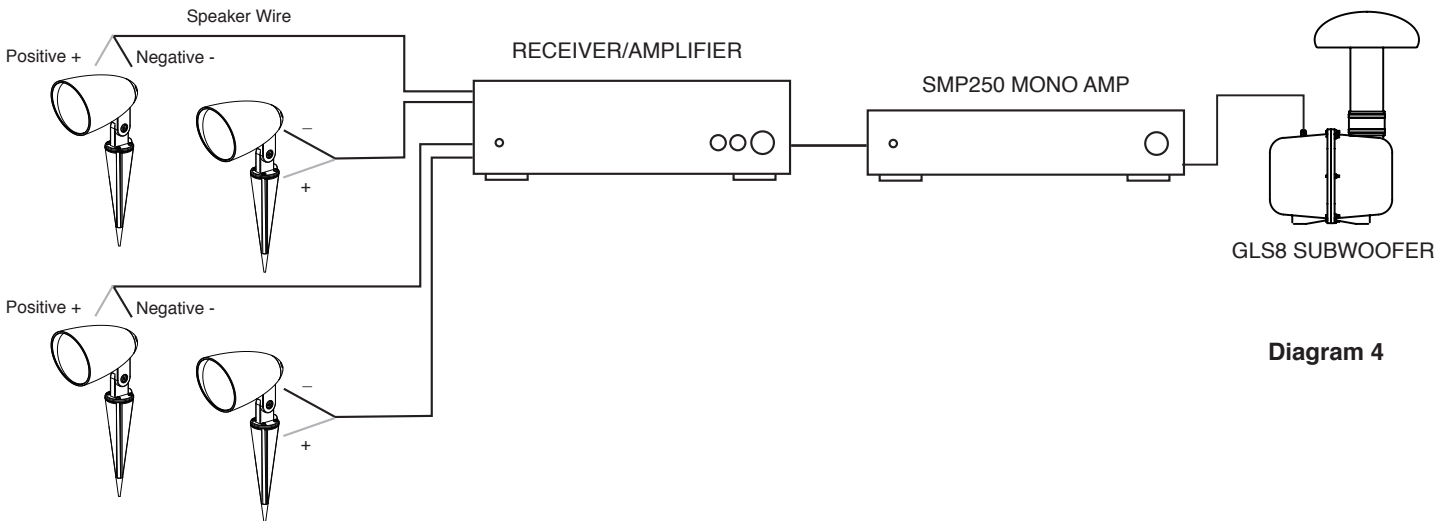 Speaker Wire
Positive +
Negative -
–
+
RECEIVER/AMPLIFIER
SMP250 MONO AMP
GLS8 SUBWOOFER
Positive +
Negative -
–
+
Diagram 4